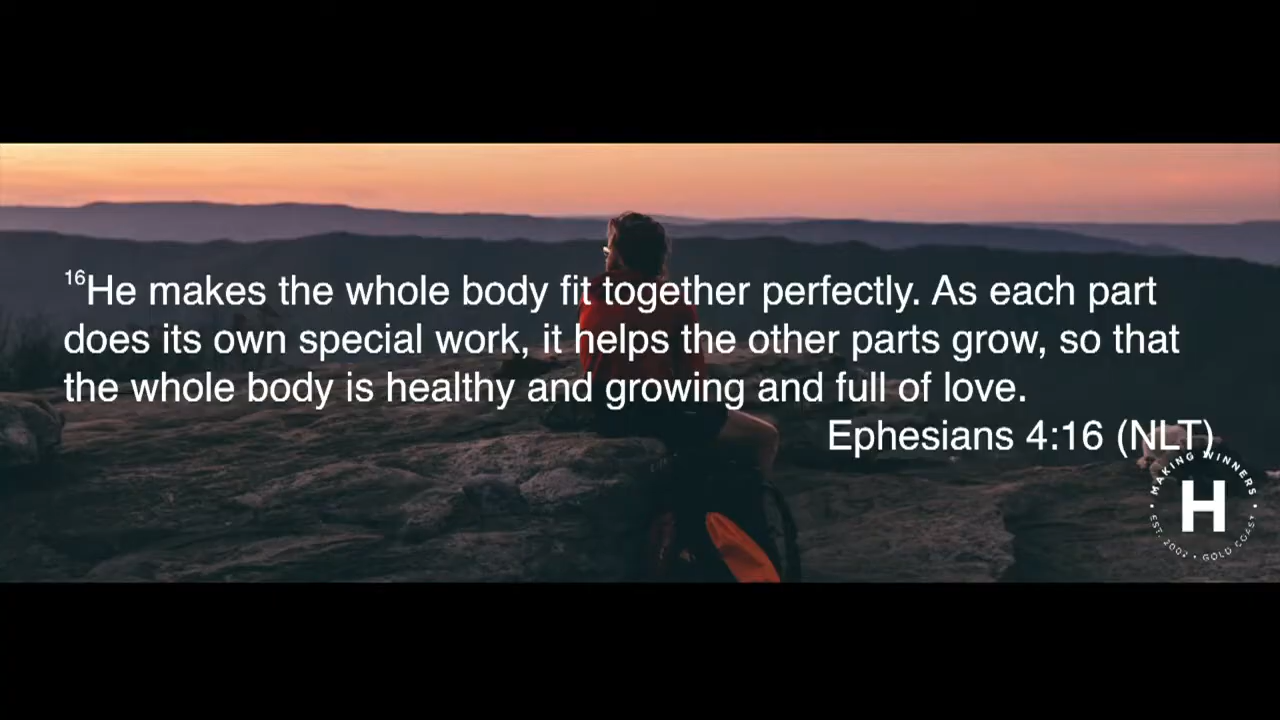 16He makes the whole body fit together perfectly. As each part
does its own special work, it helps the other parts grow, so that
the whole body is healthy and growing and full of love.
Ephesians 4:16 (NLT)
MAKING WINNERS
H
EST. 2002 • GOLD COAST